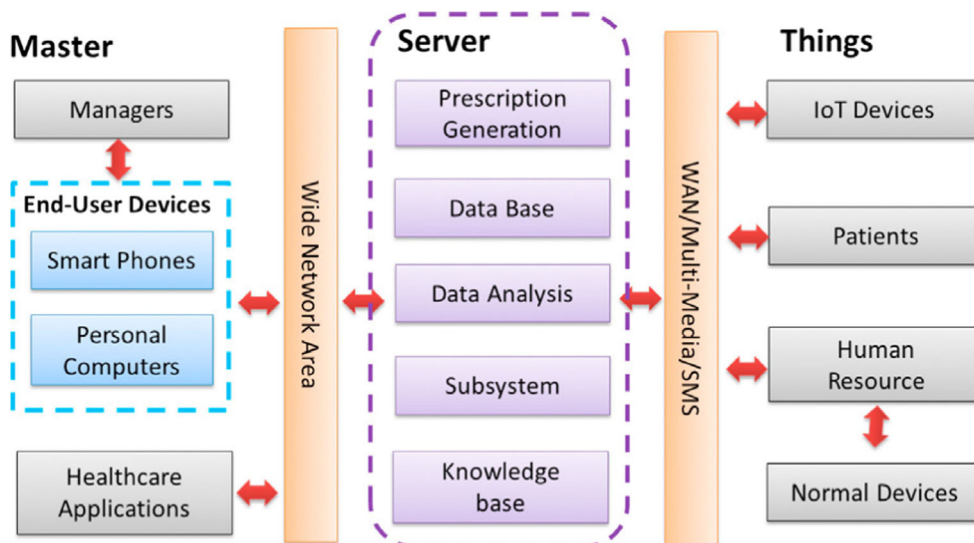 Master
Managers
End-User Devices
Smart Phones
Personal
Computers
Healthcare
Applications
Wide Network Area
Server
Prescription
Generation
Data Base
Data Analysis
Subsystem
Knowledge
base
WAN/Multi-Media/SMS
Things
IoT Devices
Patients
Human
Resource
Normal Devices